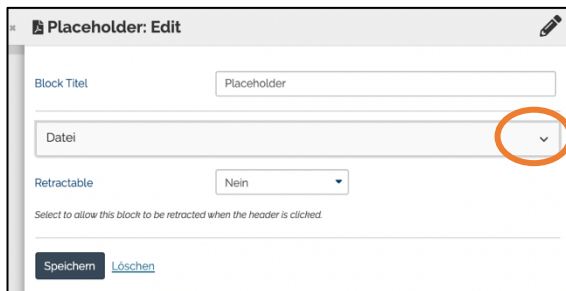 Placeholder: Edit
Block Titel
Placeholder
Datei
Retractable
Nein
Select to allow this block to be retracted when the header is clicked.
Speichern Löschen